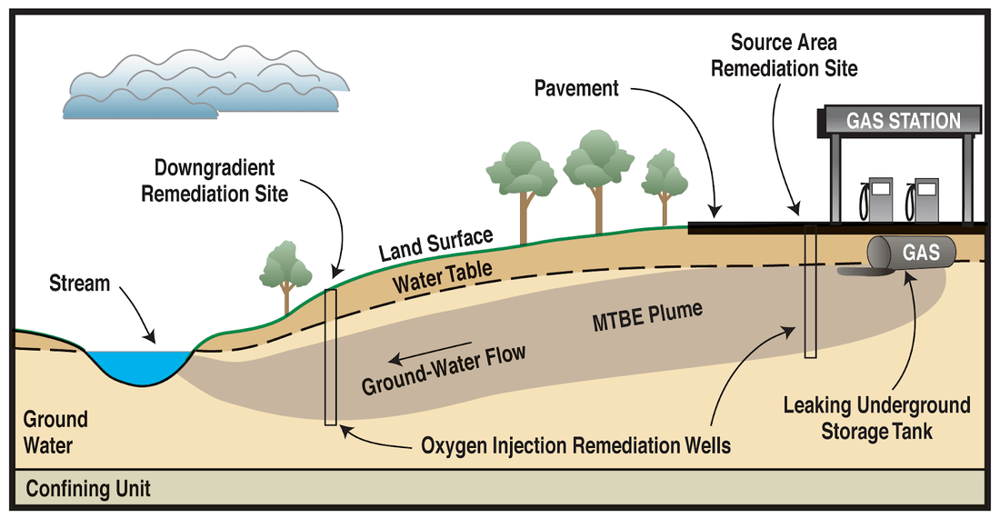 Source Area
Remediation Site
Pavement
GAS STATION
Downgradient
Remediation Site
Land Surface
Water Table
GAS
Stream
MTBE Plume
Ground-Water Flow
Leaking Underground
Storage Tank
Ground
Water
Oxygen Injection Remediation Wells
Confining Unit